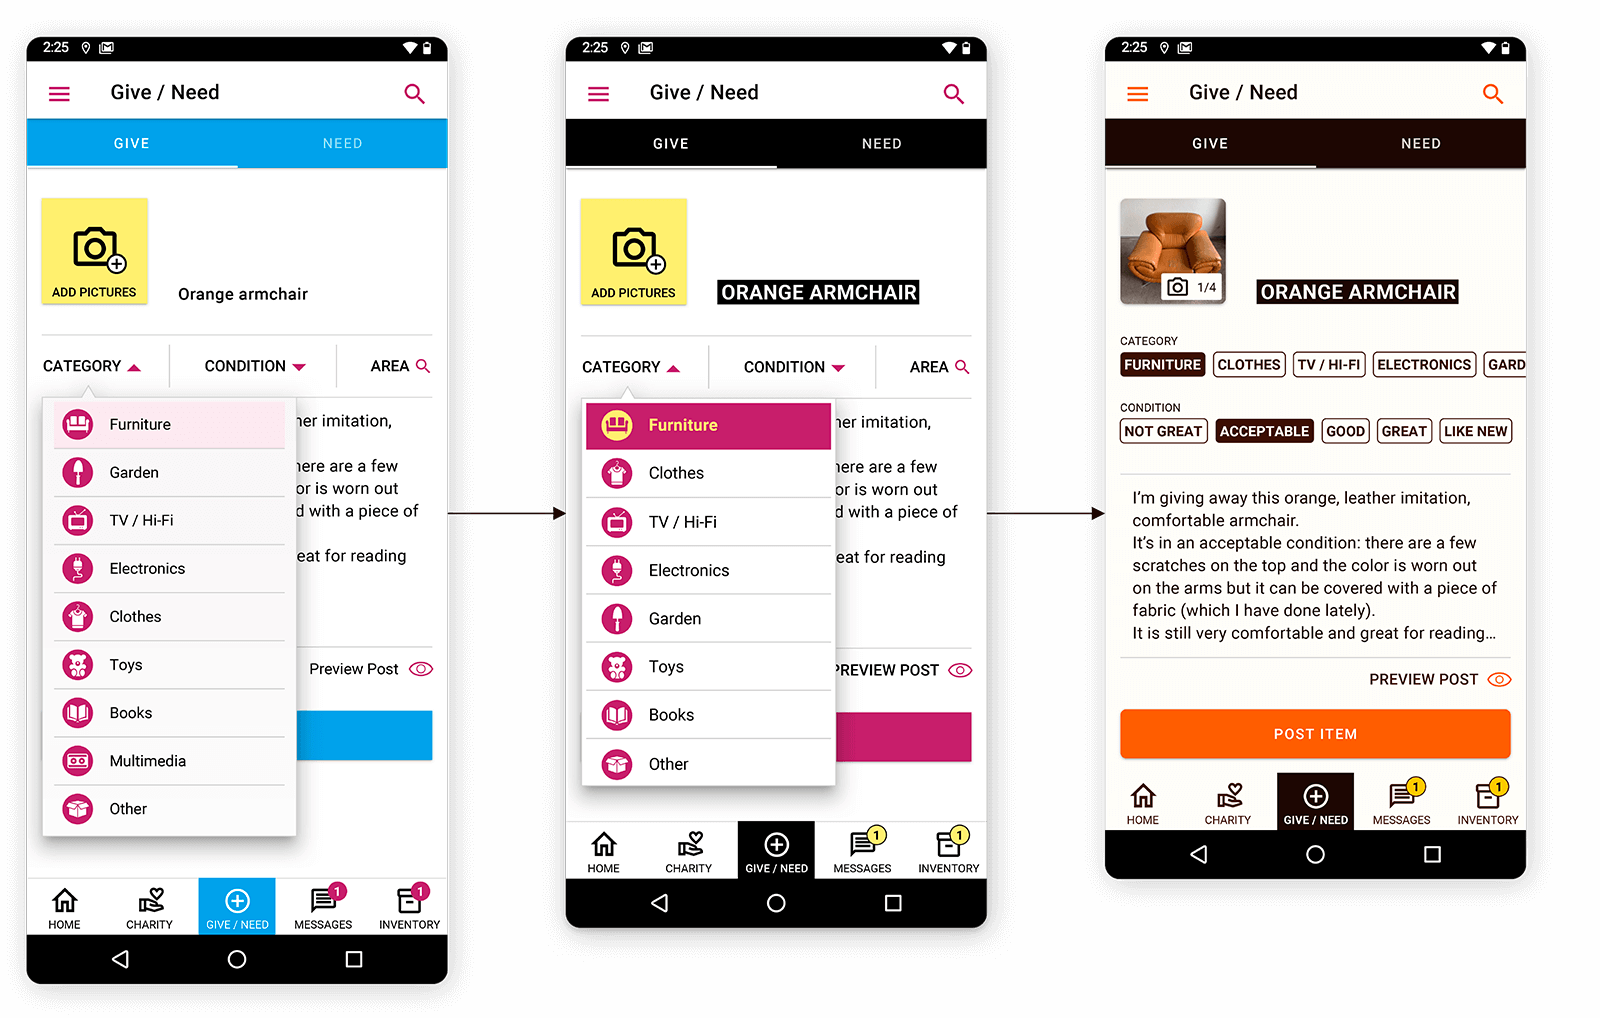 2:25
Give / Need
GIVE NEED
ADD PICTURES
Orange armchair
CATEGORY CONDITION AREA
Furniture
Garden
TV / Hi-Fi
Electronics
Clothes
Toys
Books
Multimedia
Other
her imitation,
here are a few
or is worn out
d with a piece of
eat for reading
Preview Post
HOME CHARITY GIVE / NEED MESSAGES 1 INVENTORY 1
2:25
Give / Need
GIVE NEED
ADD PICTURES
ORANGE ARMCHAIR
CATEGORY CONDITION AREA
Furniture
Clothes
TV / Hi-Fi
Electronics
Garden
Toys
Books
Other
her imitation,
here are a few
or is worn out
d with a piece of
eat for reading
PREVIEW POST
HOME CHARITY GIVE / NEED MESSAGES 1 INVENTORY 1
2:25
Give / Need
GIVE NEED
1/4
ORANGE ARMCHAIR
CATEGORY
FURNITURE CLOTHES TV / HI-FI ELECTRONICS GARD
CONDITION
NOT GREAT ACCEPTABLE GOOD GREAT LIKE NEW
I'm giving away this orange, leather imitation,
comfortable armchair.
It's in an acceptable condition: there are a few
scratches on the top and the color is worn out
on the arms but it can be covered with a piece of
fabric (which I have done lately).
It is still very comfortable and great for reading...
PREVIEW POST
POST ITEM
HOME CHARITY GIVE / NEED MESSAGES 1 INVENTORY 1